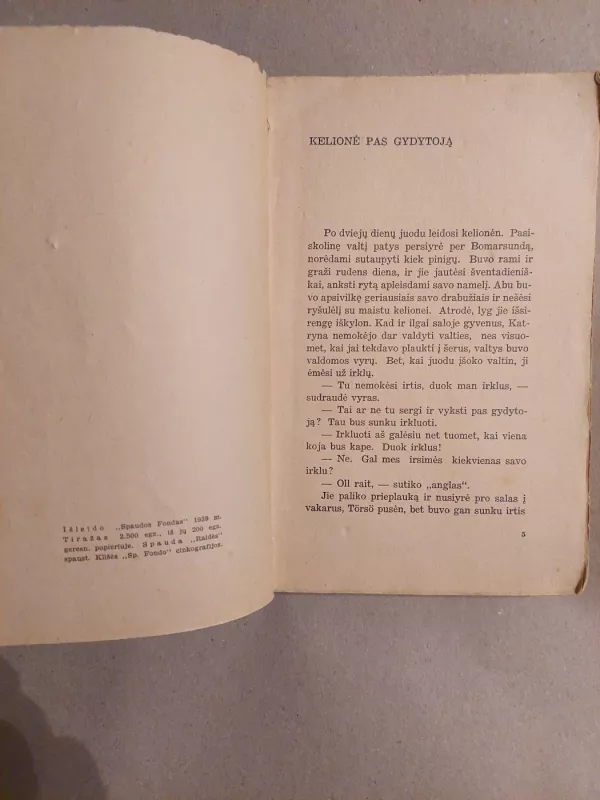 Išleido „Spaudos Fondas" 1939 m.
Tiražas 2.500 egz., iš jų 200 egz.
geresn. popieriuje. Spauda „Raidės"
spaust. Klišės „Sp. Fondo" cinkografijos.
KELIONĖ PAS GYDYTOJĄ
Po dviejų dienų juodu leidosi kelionėn. Pasi-
skolinę valtį patys persiyrė per Bomarsundą,
norėdami sutaupyti kiek pinigų. Buvo rami ir
graži rudens diena, ir jie jautėsi šventadieniš-
kai, anksti rytą apleisdami savo namelį. Abu bu-
vo apsivilkę geriausiais savo drabužiais ir nešėsi
ryšulėlį su maistu kelionei. Atrodė, lyg jie išsi-
rengę iškylon. Kad ir ilgai saloje gyvenus, Kat-
ryna nemokėjo dar valdyti valties, nes visuo-
met, kai jai tekdavo plaukti į šerus, valtys buvo
valdomos vyrų. Bet, kai juodu įšoko valtin, ji
ėmėsi už irklų.
— Tu nemokėsi irtis, duok man irklus, —
sudraudė vyras.
— Tai ar ne tu sergi ir vyksti pas gydyto-
ją? Tau bus sunku irkluoti.
— Irkluoti aš galėsiu net tuomet, kai viena
koja bus kape. Duok irklus!
— Ne. Gal mes irsimės kiekvienas savo
irklu?
— Oll rait, — sutiko „anglas".
Jie paliko prieplauką ir nusiyrė pro salas į
vakarus, Törsö pusėn, bet buvo gan sunku irtis
5